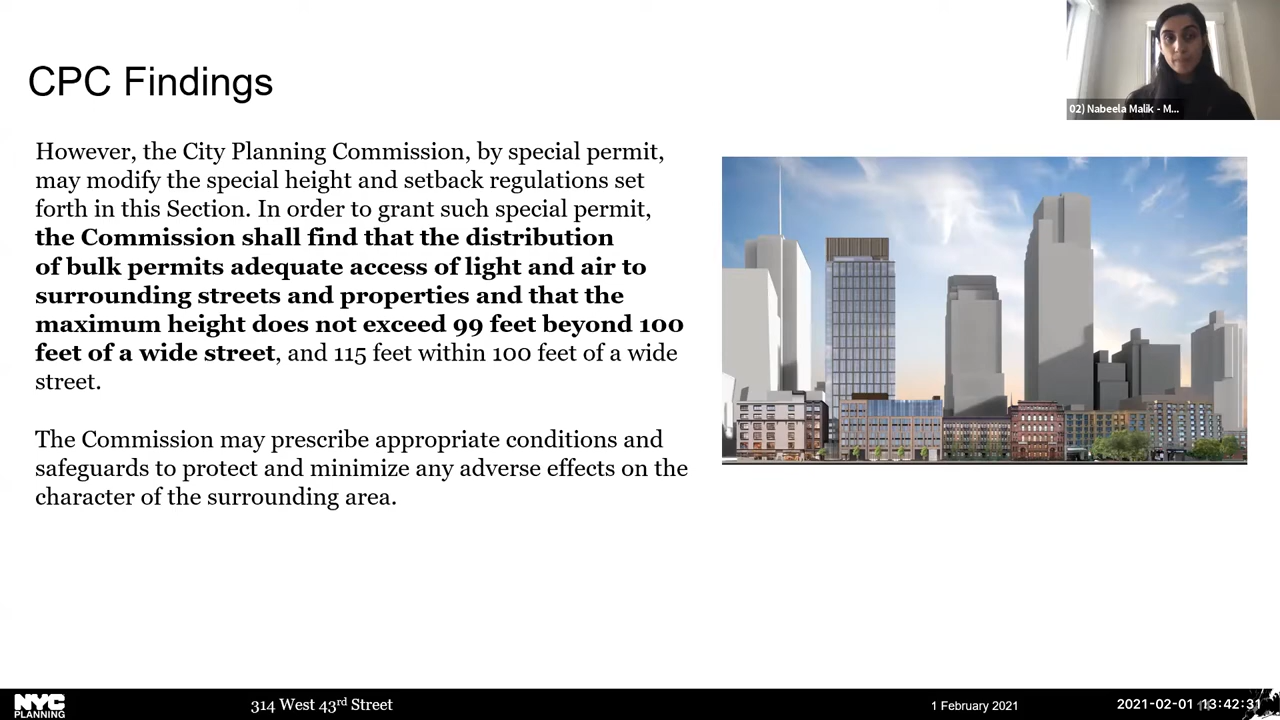 CPC Findings
02) Nabeela Malik - M...
However, the City Planning Commission, by special permit,
may modify the special height and setback regulations set
forth in this Section. In order to grant such special permit,
the Commission shall find that the distribution
of bulk permits adequate access of light and air to
surrounding streets and properties and that the
maximum height does not exceed 99 feet beyond 100
feet of a wide street, and 115 feet within 100 feet of a wide
street.
The Commission may prescribe appropriate conditions and
safeguards to protect and minimize any adverse effects on the
character of the surrounding area.
NYC
PLANNING
314 West 43rd Street
1 February 2021
2021-02-01 13:42:31